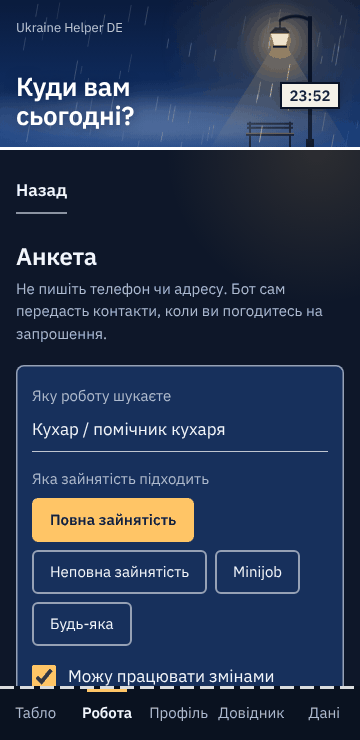 Ukraine Helper DE
Куди вам
сьогодні?
23:52
Назад
Анкета
Не пишіть телефон чи адресу. Бот сам
передасть контакти, коли ви погодитесь на
запрошення.
Яку роботу шукаєте
Кухар / помічник кухаря
Яка зайнятість підходить
Повна зайнятість
Неповна зайнятість
Minijob
Будь-яка
Можу працювати змінами
Табло Робота Профіль Довідник Дані